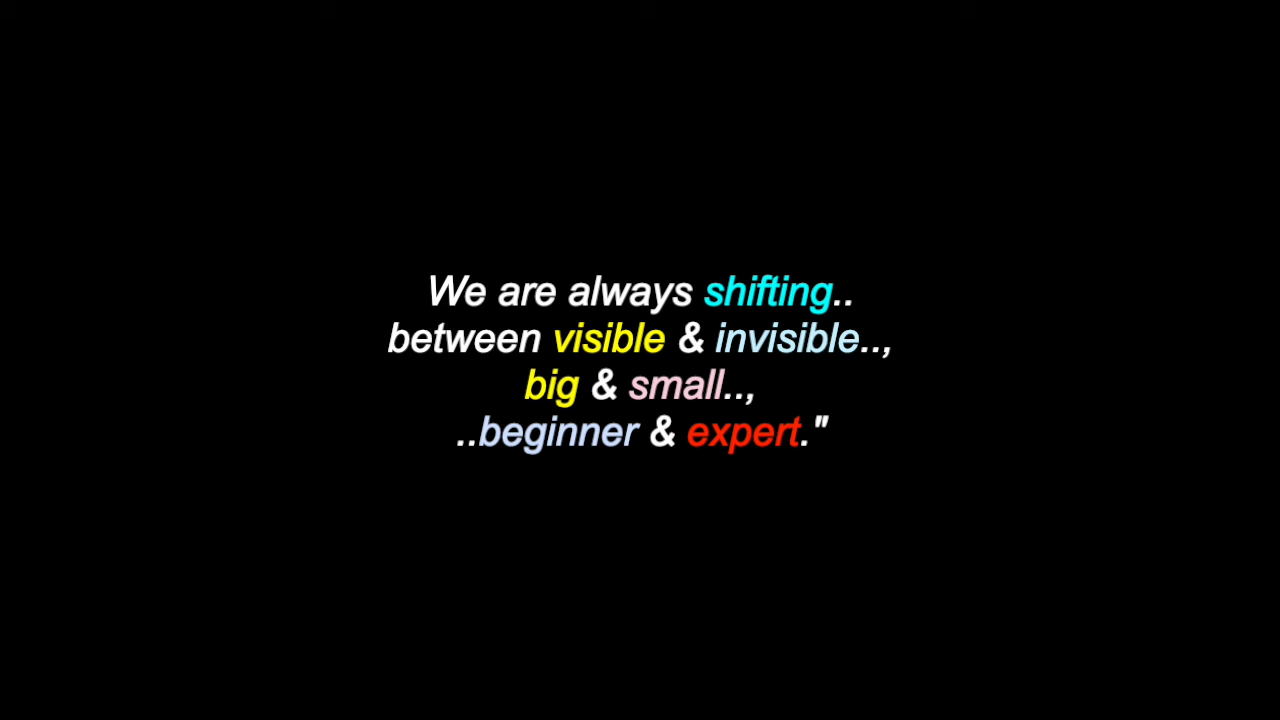 We are always shifting..
between visible & invisible..,
big & small..,
..beginner & expert."